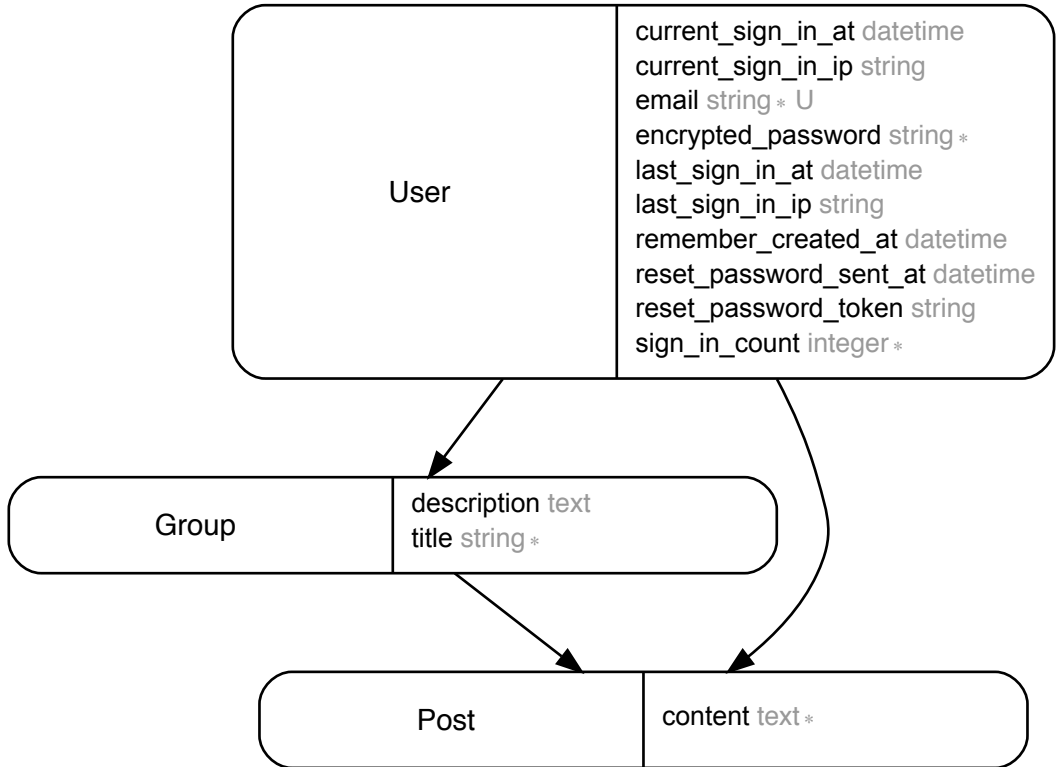 User
current_sign_in_at datetime
current_sign_in_ip string
email string * U
encrypted_password string *
last_sign_in_at datetime
last_sign_in_ip string
remember_created_at datetime
reset_password_sent_at datetime
reset_password_token string
sign_in_count integer *
Group
description text
title string *
Post
content text *